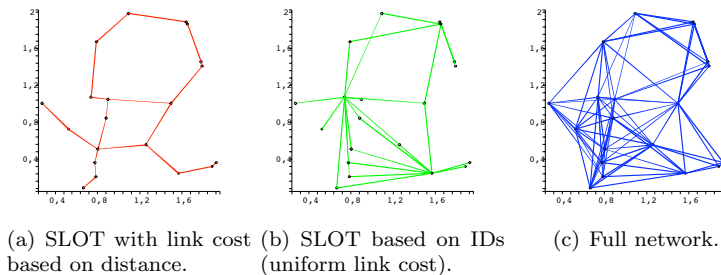 2
1,6
1,2
0,8
0,4
0,4 0,8 1,2 1,6
2
1,6
1,2
0,8
0,4
0,4 0,8 1,2 1,6
2
1,6
1,2
0,8
0,4
0,4 0,8 1,2 1,6
(a) SLOT with link cost
based on distance.
(b) SLOT based on IDs
(uniform link cost).
(c) Full network.